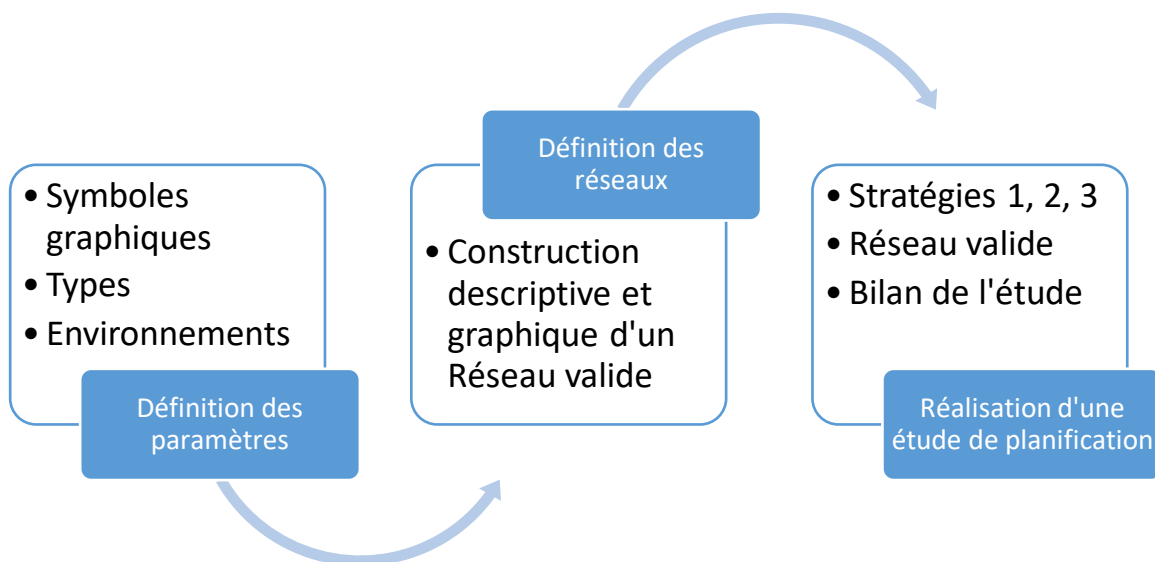 • Symboles
graphiques
• Types
• Environnements
Définition des
paramètres
Définition des
réseaux
• Construction
descriptive et
graphique d'un
Réseau valide
• Stratégies 1, 2, 3
• Réseau valide
• Bilan de l'étude
Réalisation d'une
étude de planification